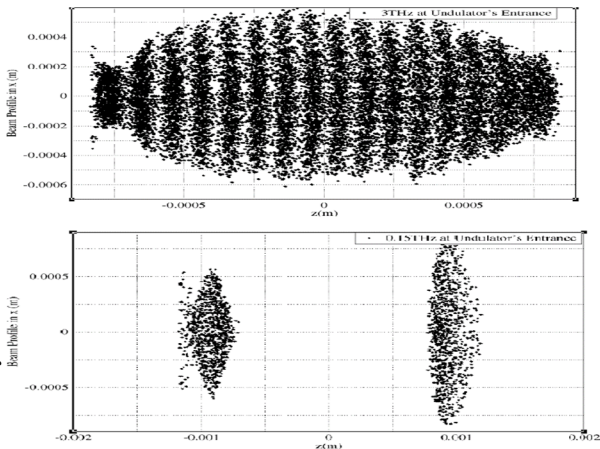 3THz at Undulator's Entrance
0.0004
0.0002
0
-0.0002
-0.0004
-0.0006
Beam Profile in x (m)
-0.0005 0 0.0005
z(m)
0.15THz at Undulator's Entrance
0.0005
0
-0.0005
Beam Profile in x (m)
-0.002 -0.001 0 0.001 0.002
z(m)